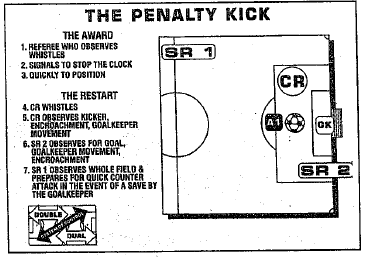 THE PENALTY KICK
THE AWARD
1. REFEREE WHO OBSERVES
WHISTLES
2. SIGNALS TO STOP THE CLOCK
3. QUICKLY TO POSITION
THE RESTART
4. CR WHISTLES
5. CR OBSERVES KICKER,
ENCROACHMENT, GOALKEEPER
MOVEMENT
6. SR 2 OBSERVES FOR GOAL,
GOALKEEPER MOVEMENT,
ENCROACHMENT
7. SR 1 OBSERVES WHOLE FIELD &
PREPARES FOR QUICK COUNTER
ATTACK IN THE EVENT OF A SAVE BY
THE GOALKEEPER
DOUBLE
DUAL
SR 1
CR
A1
GK
SR 2